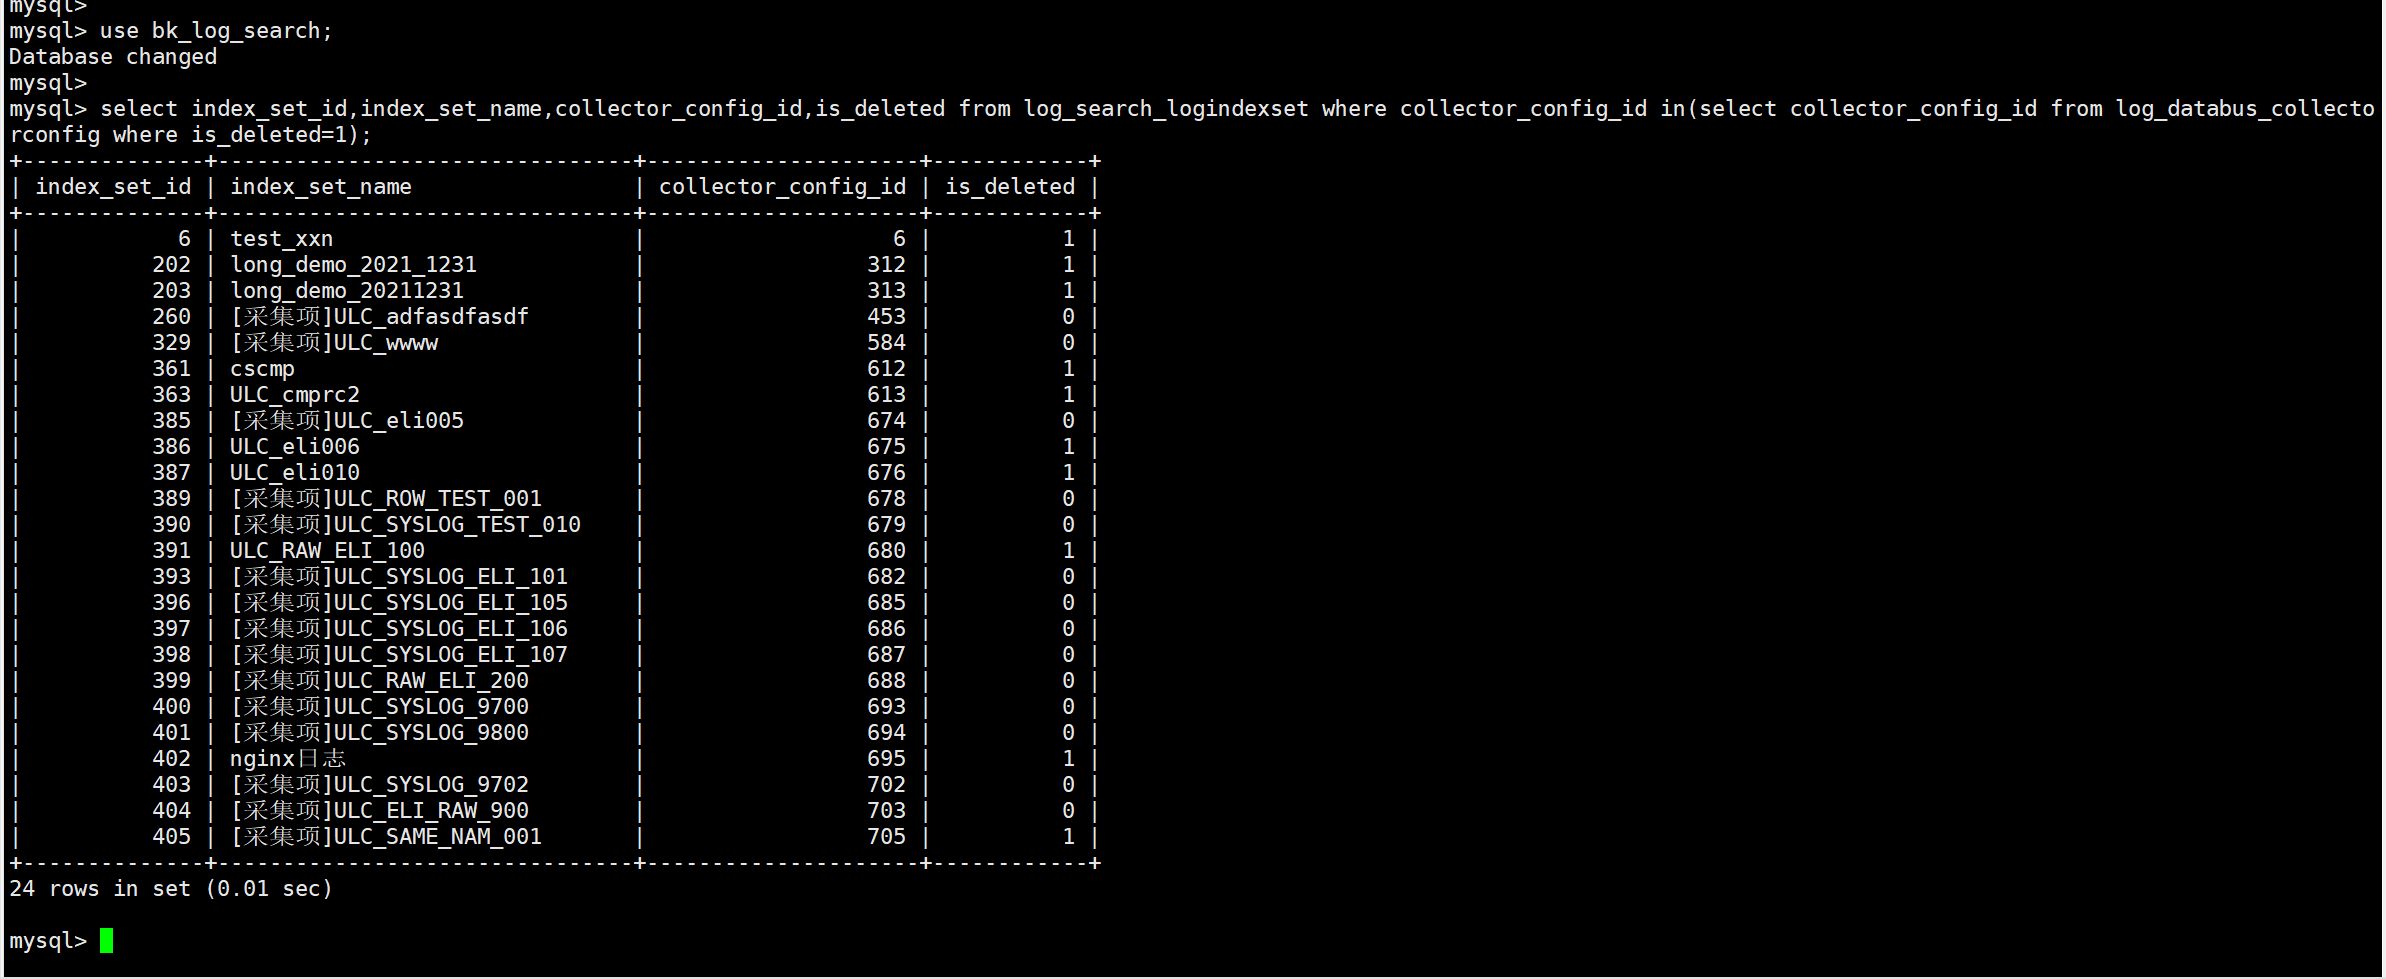 mysql>
mysql> use bk_log_search;
Database changed
mysql>
mysql> select index_set_id,index_set_name,collector_config_id,is_deleted from log_search_logindexset where collector_config_id in(select collector_config_id from log_databus_collecto
rconfig where is_deleted=1);
+--------------+--------------------------------+---------------------+------------+
| index_set_id | index_set_name                 | collector_config_id | is_deleted |
+--------------+--------------------------------+---------------------+------------+
|            6 | test_xxn                       |                   6 |          1 |
|          202 | long_demo_2021_1231            |                 312 |          1 |
|          203 | long_demo_20211231             |                 313 |          1 |
|          260 | [采集项]ULC_adfasdfasdf        |                 453 |          0 |
|          329 | [采集项]ULC_wwww               |                 584 |          0 |
|          361 | cscmp                          |                 612 |          1 |
|          363 | ULC_cmprc2                     |                 613 |          1 |
|          385 | [采集项]ULC_eli005             |                 674 |          0 |
|          386 | ULC_eli006                     |                 675 |          1 |
|          387 | ULC_eli010                     |                 676 |          1 |
|          389 | [采集项]ULC_ROW_TEST_001       |                 678 |          0 |
|          390 | [采集项]ULC_SYSLOG_TEST_010    |                 679 |          0 |
|          391 | ULC_RAW_ELI_100                |                 680 |          1 |
|          393 | [采集项]ULC_SYSLOG_ELI_101     |                 682 |          0 |
|          396 | [采集项]ULC_SYSLOG_ELI_105     |                 685 |          0 |
|          397 | [采集项]ULC_SYSLOG_ELI_106     |                 686 |          0 |
|          398 | [采集项]ULC_SYSLOG_ELI_107     |                 687 |          0 |
|          399 | [采集项]ULC_RAW_ELI_200        |                 688 |          0 |
|          400 | [采集项]ULC_SYSLOG_9700        |                 693 |          0 |
|          401 | [采集项]ULC_SYSLOG_9800        |                 694 |          0 |
|          402 | nginx日志                      |                 695 |          1 |
|          403 | [采集项]ULC_SYSLOG_9702        |                 702 |          0 |
|          404 | [采集项]ULC_ELI_RAW_900        |                 703 |          0 |
|          405 | [采集项]ULC_SAME_NAM_001       |                 705 |          1 |
+--------------+--------------------------------+---------------------+------------+
24 rows in set (0.01 sec)
mysql>